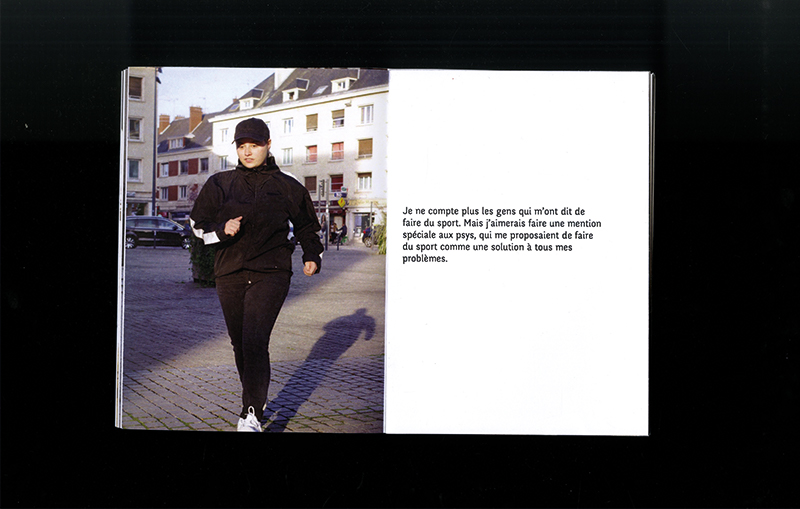 Je ne compte plus les gens qui m'ont dit de
faire du sport. Mais j'aimerais faire une mention
spéciale aux psys, qui me proposaient de faire
du sport comme une solution à tous mes
problèmes.